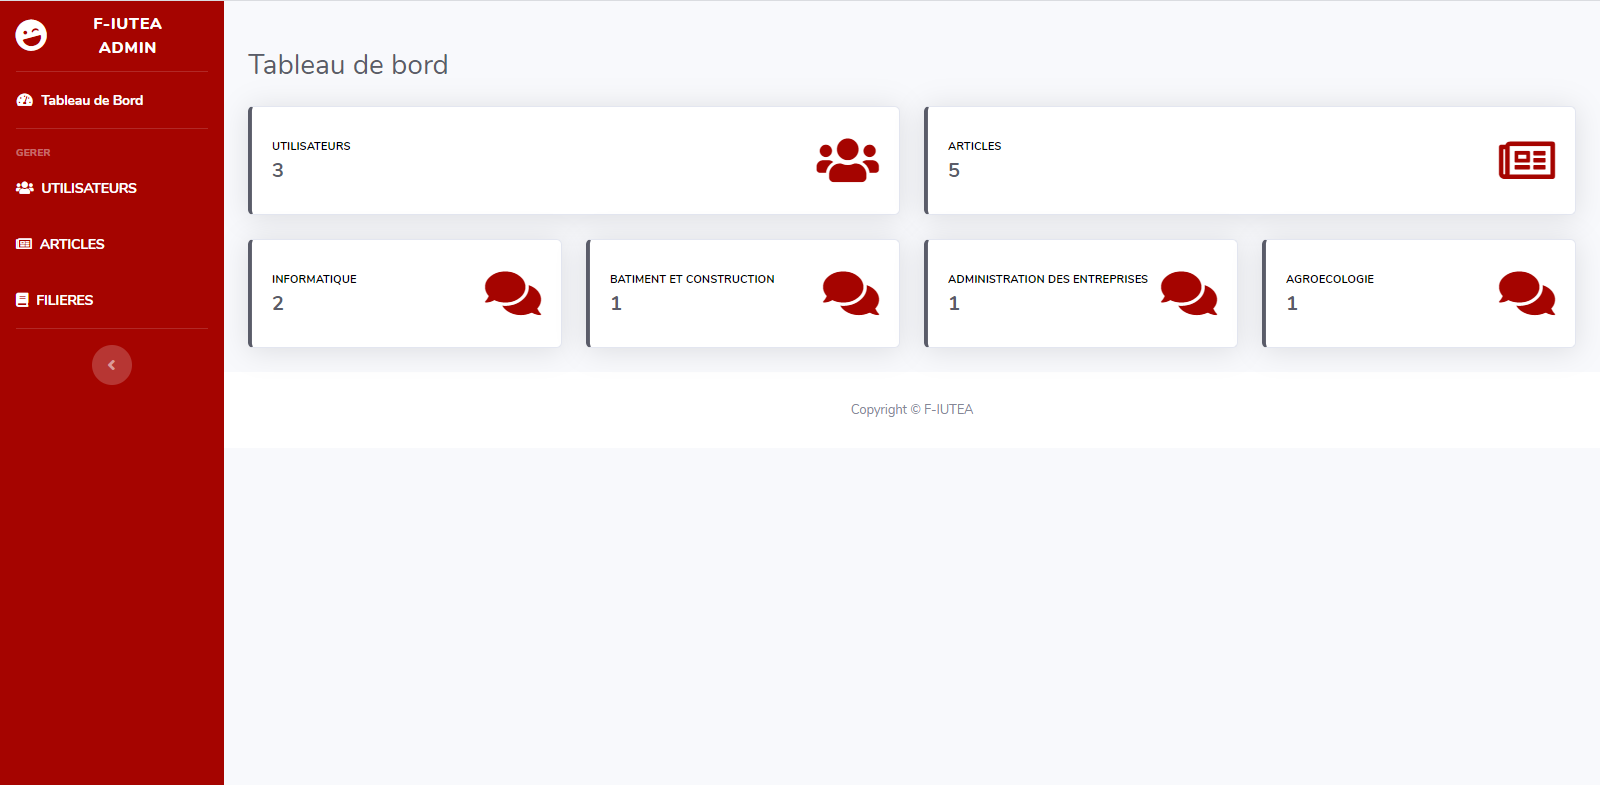 F-IUTEA
ADMIN
Tableau de Bord
GERER
UTILISATEURS
ARTICLES
FILIERES
Tableau de bord
UTILISATEURS
3
ARTICLES
5
INFORMATIQUE
2
BATIMENT ET CONSTRUCTION
1
ADMINISTRATION DES ENTREPRISES
1
AGROECOLOGIE
1
Copyright © F-IUTEA